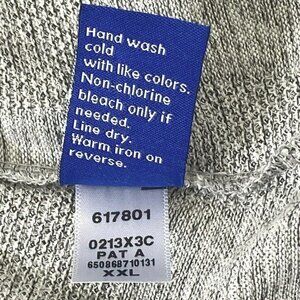 Hand wash
cold
with like colors.
Non-chlorine
bleach only if
needed.
Line dry.
Warm iron on
reverse.
617801
0213X3C
PAT A
650868710131
XXL